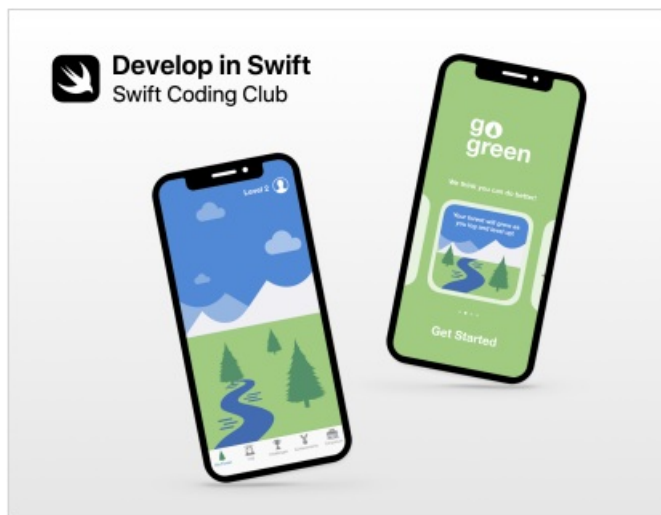 Develop in Swift
Swift Coding Club
Level 2
go
green
We think you can do better!
Your forest will grow as
you log and level up!
Get Started